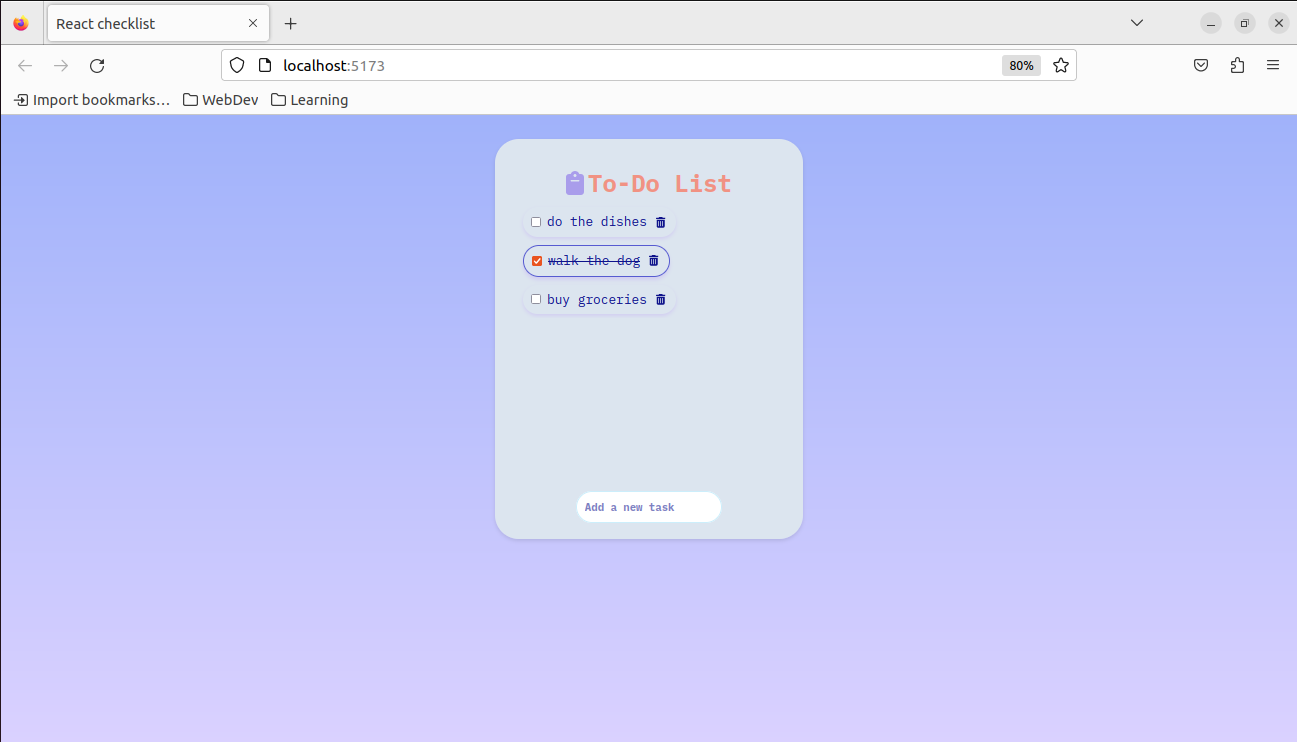 React checklist
localhost:5173
80%
Import bookmarks…
WebDev
Learning
To-Do List
do the dishes
walk the dog
buy groceries
Add a new task